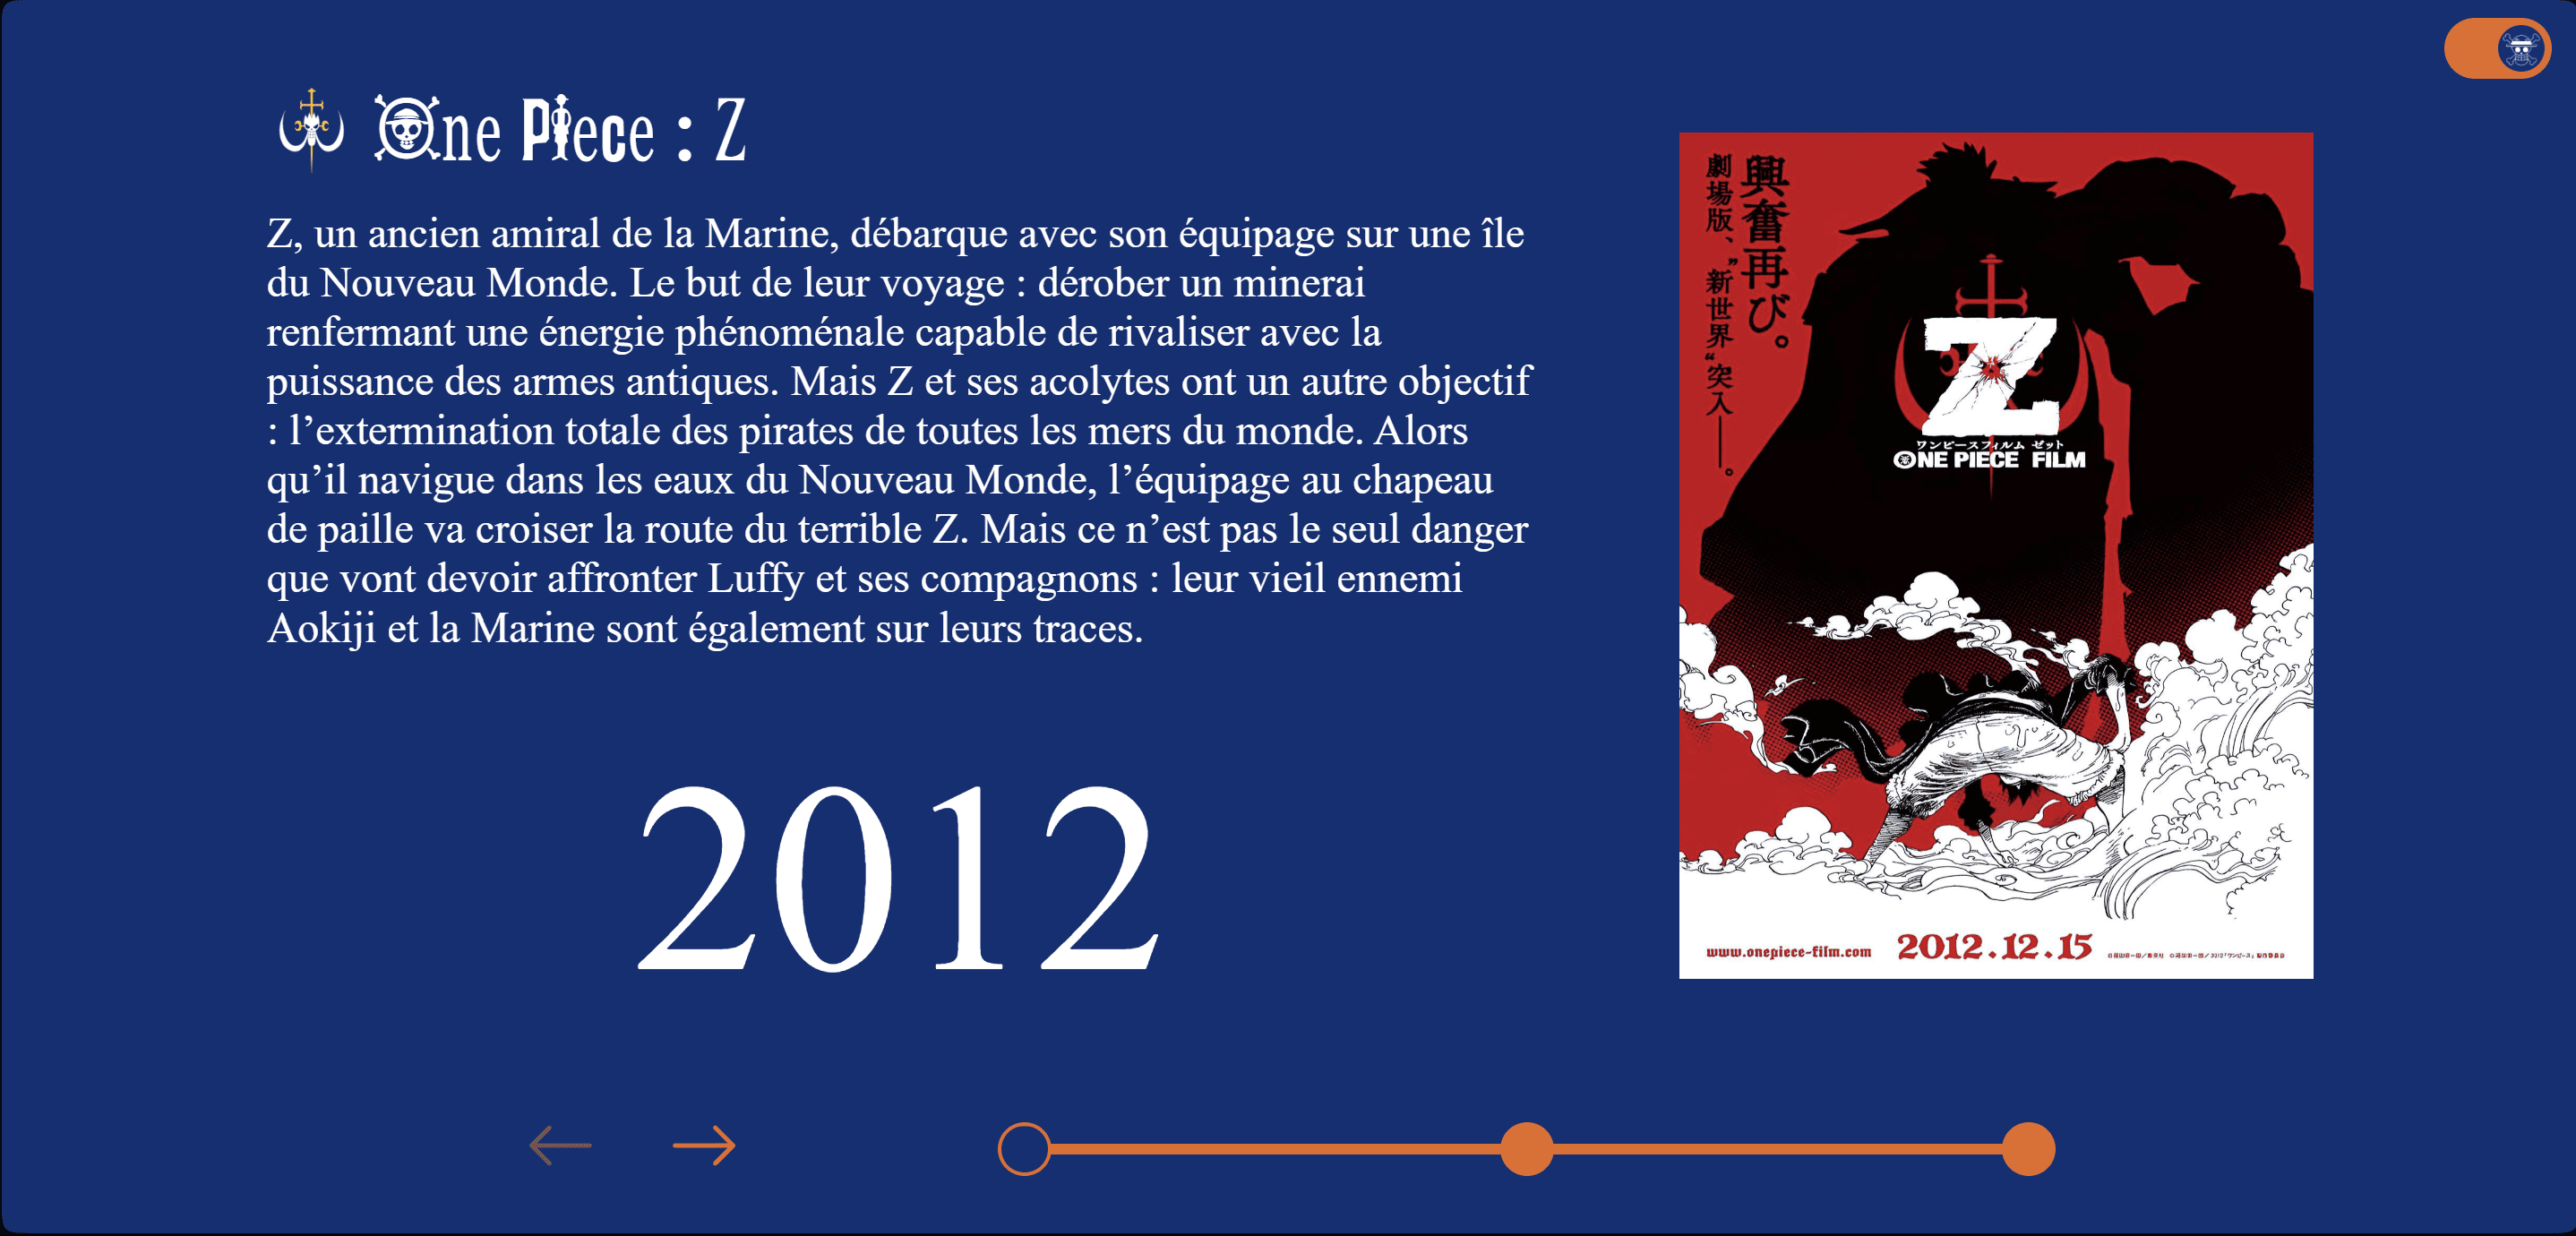 One Piece : Z
Z, un ancien amiral de la Marine, débarque avec son équipage sur une île
du Nouveau Monde. Le but de leur voyage : dérober un minerai
renfermant une énergie phénoménale capable de rivaliser avec la
puissance des armes antiques. Mais Z et ses acolytes ont un autre objectif
: l’extermination totale des pirates de toutes les mers du monde. Alors
qu’il navigue dans les eaux du Nouveau Monde, l’équipage au chapeau
de paille va croiser la route du terrible Z. Mais ce n’est pas le seul danger
que vont devoir affronter Luffy et ses compagnons : leur vieil ennemi
Aokiji et la Marine sont également sur leurs traces.
2012
興奮再び。
劇場版、”新世界“突入──。
Z
ワンピースフィルム ゼット
ONE PIECE FILM
www.onepiece-film.com
2012.12.15